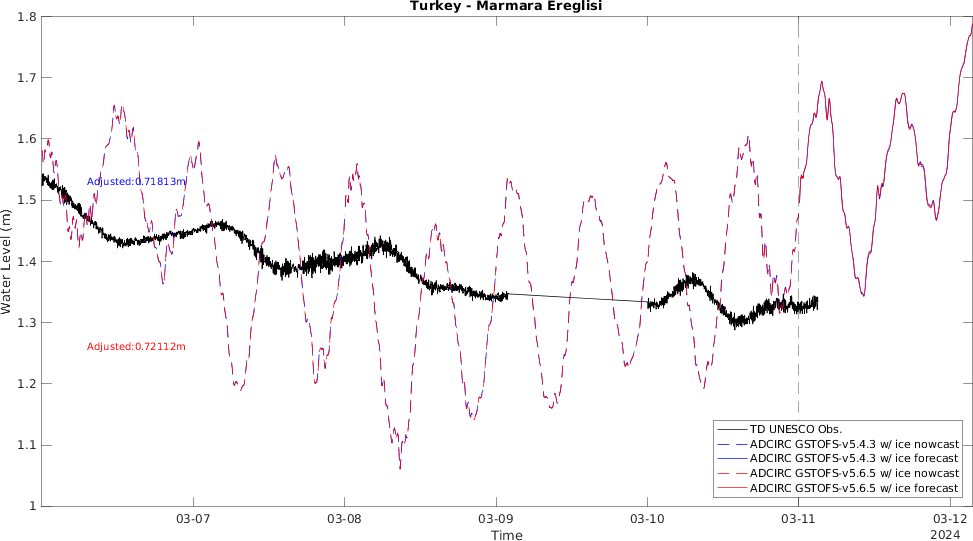 Turkey - Marmara Ereglisi
1.8
1.7
1.6
1.5
1.4
1.3
1.2
1.1
1
Water Level (m)
Adjusted:0.71813m
Adjusted:0.72112m
TD UNESCO Obs.
ADCIRC GSTOFS-v5.4.3 w/ ice nowcast
ADCIRC GSTOFS-v5.4.3 w/ ice forecast
ADCIRC GSTOFS-v5.6.5 w/ ice nowcast
ADCIRC GSTOFS-v5.6.5 w/ ice forecast
03-07 03-08 03-09 03-10 03-11 03-12
Time
2024